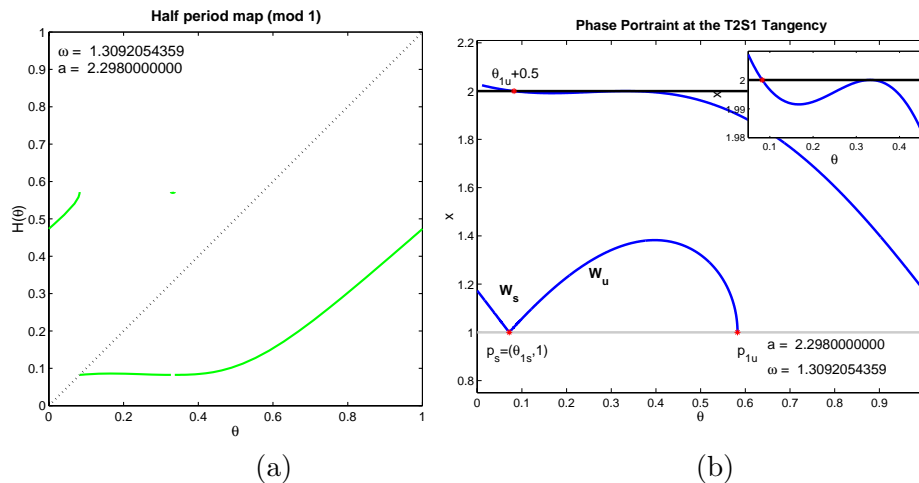 Half period map (mod 1)
ω = 1.3092054359
a = 2.2980000000
1
0.9
0.8
0.7
0.6
0.5
0.4
0.3
0.2
0.1
0
H(θ)
0 0.2 0.4 0.6 0.8 1
θ
(a)
Phase Portrait at the T2S1 Tangency
2.2
2
1.8
1.6
1.4
1.2
1
0.8
x
θ1u+0.5
2
1.99
1.98
x
0.1 0.2 0.3 0.4
θ
Ws
Wu
ps=(θ1s,1)
p1u
a = 2.2980000000
ω = 1.3092054359
0 0.1 0.2 0.3 0.4 0.5 0.6 0.7 0.8 0.9
θ
(b)